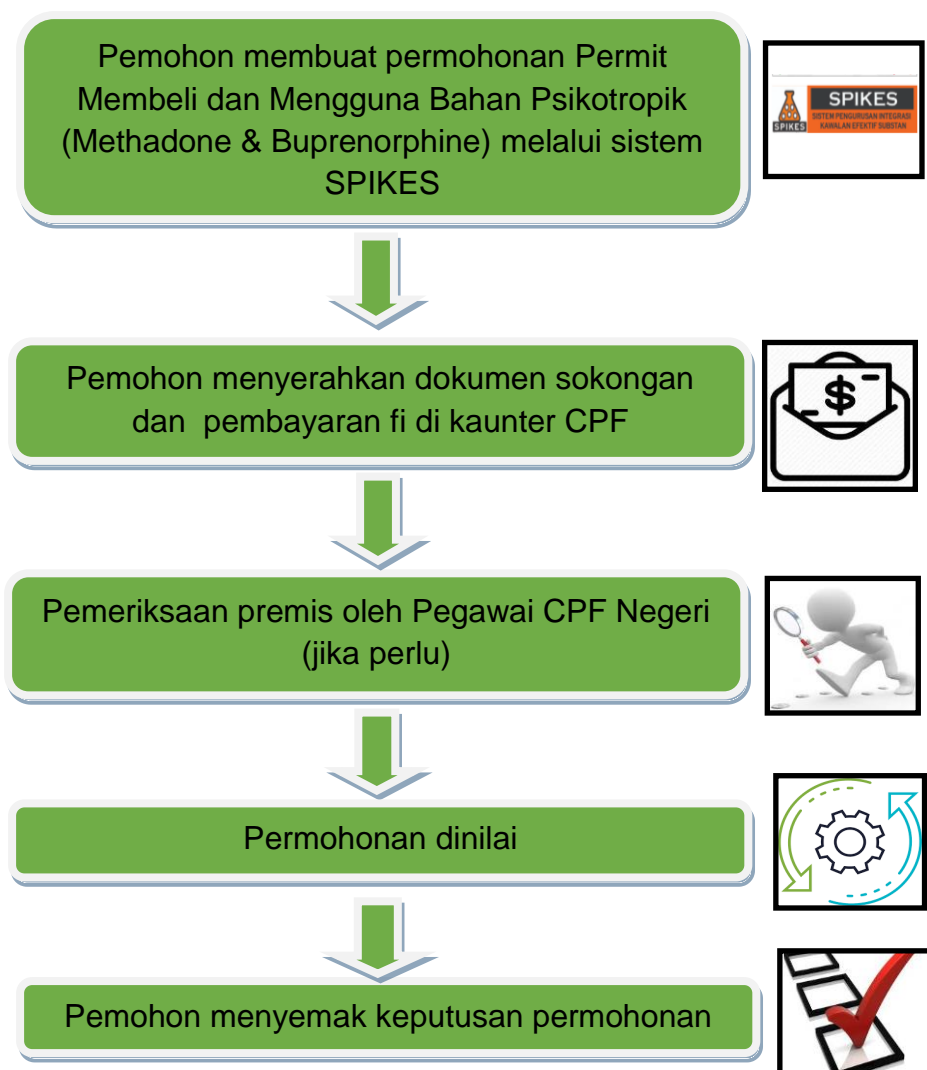 Pemohon membuat permohonan Permit
Membeli dan Mengguna Bahan Psikotropik
(Methadone & Buprenorphine) melalui sistem
SPIKES
SPIKES
SPIKES
SISTEM PENGURUSAN INTEGRASI
KAWALAN EFEKTIF SUBSTAN
Pemohon menyerahkan dokumen sokongan
dan pembayaran fi di kaunter CPF
$
Pemeriksaan premis oleh Pegawai CPF Negeri
(jika perlu)
Permohonan dinilai
Pemohon menyemak keputusan permohonan